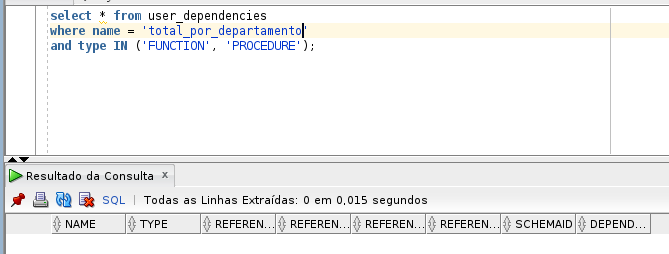 select * from user_dependencies
where name = 'total_por_departamento'
and type IN ('FUNCTION', 'PROCEDURE');
Resultado da Consulta x
SQL | Todas as Linhas Extraídas: 0 em 0,015 segundos
NAME TYPE REFEREN... REFEREN... REFEREN... REFEREN... SCHEMAID DEPEND...